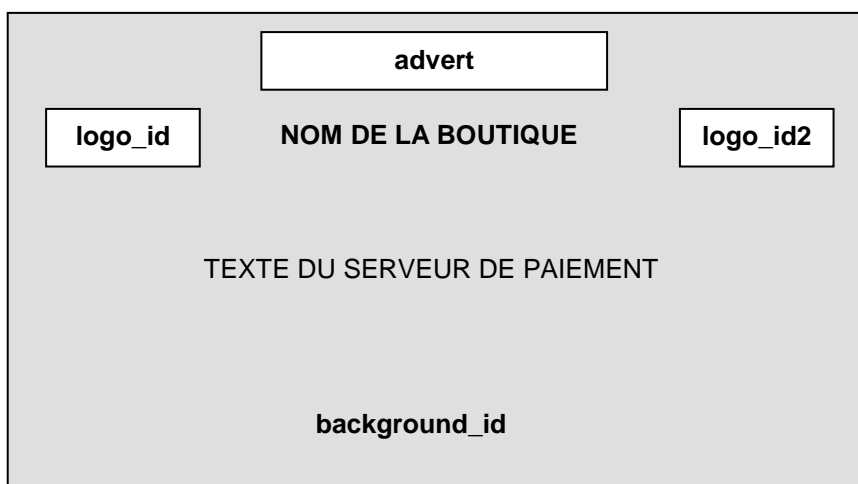 advert
logo_id NOM DE LA BOUTIQUE logo_id2
TEXTE DU SERVEUR DE PAIEMENT
background_id